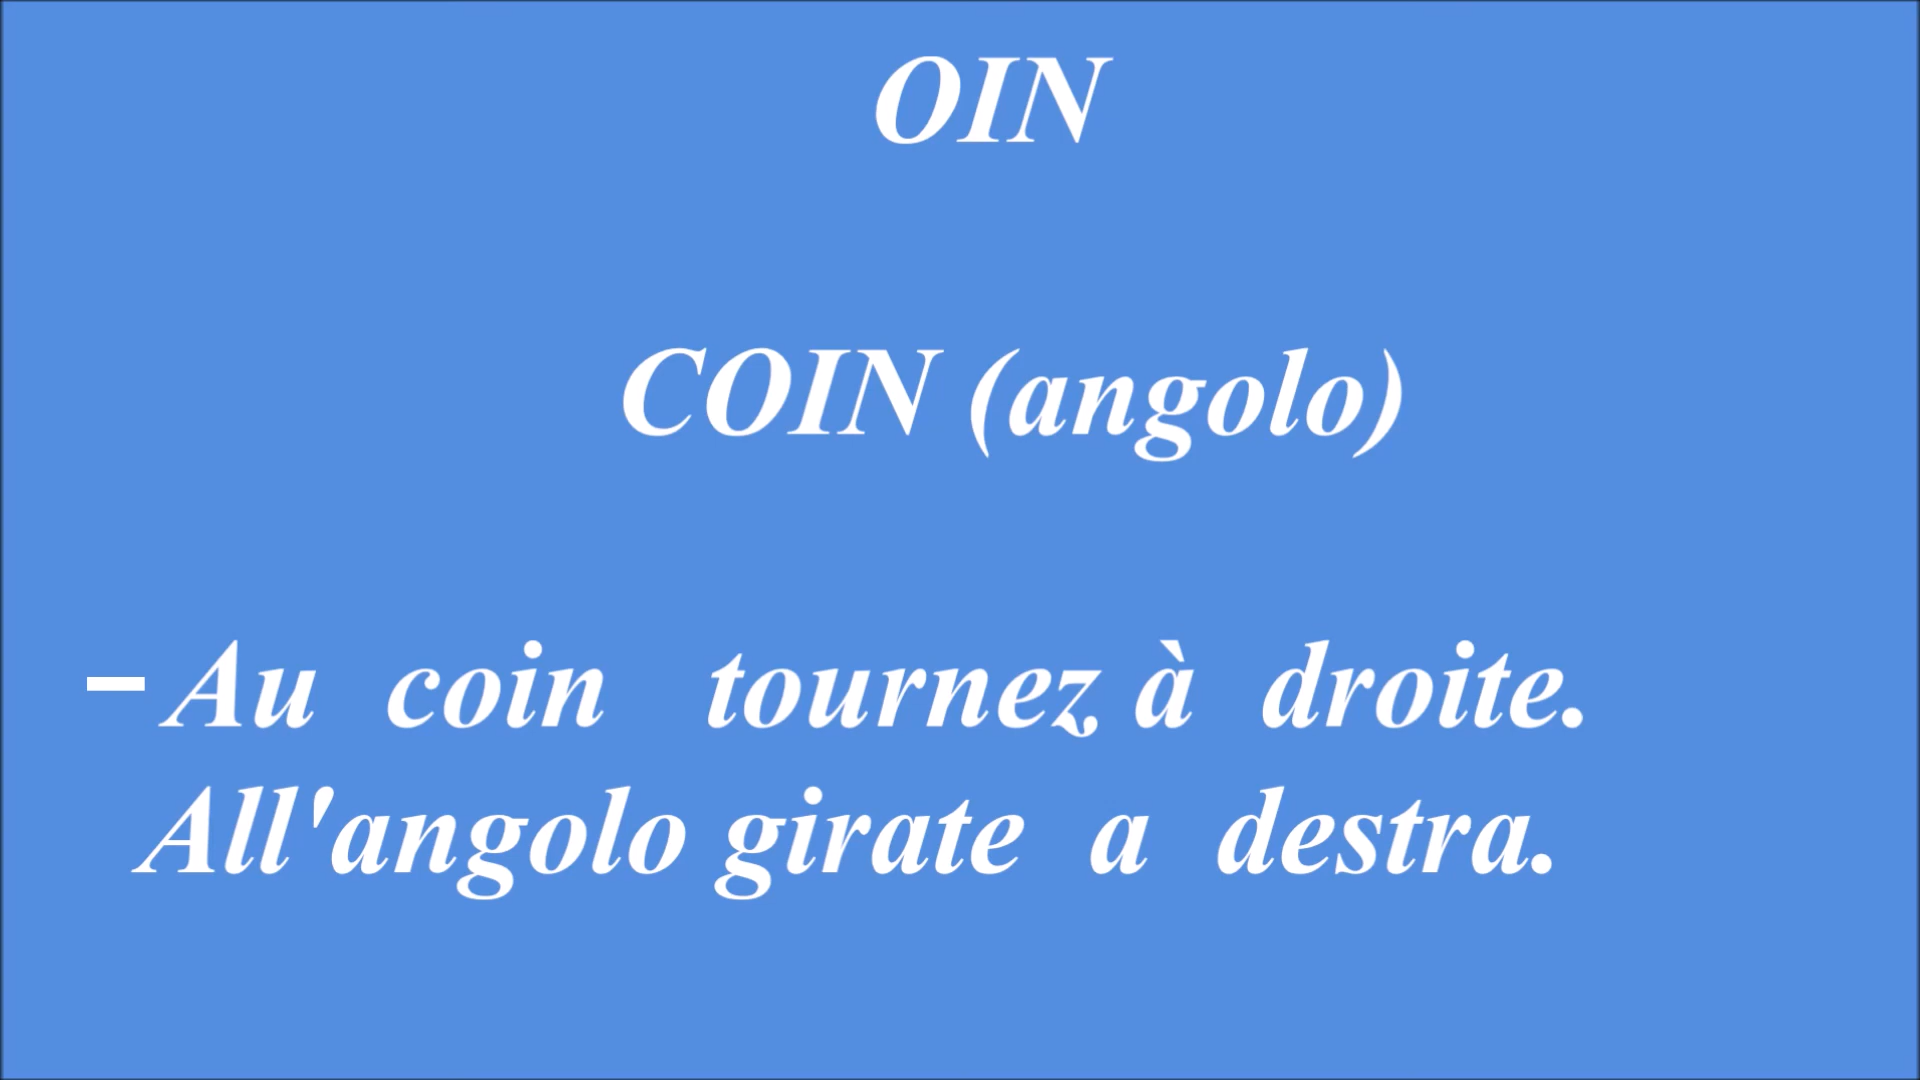 OIN
COIN (angolo)
– Au coin tournez à droite.
All'angolo girate a destra.